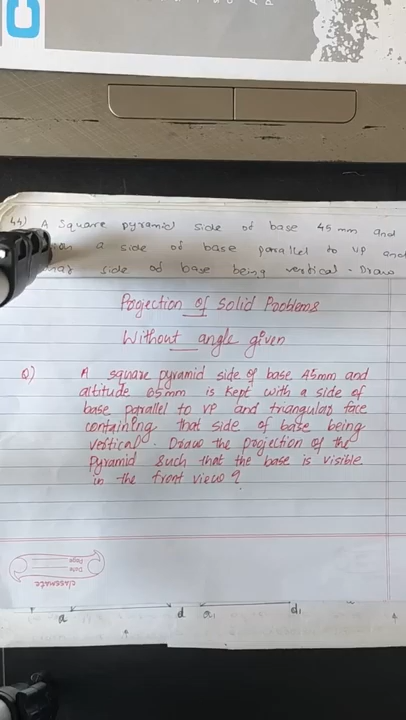 44) A Square pyramid side of base 45 mm and
a side of base parallel to VP and
side of base being vertical. Draw
Projection of solid Problems
Without angle given
Q) A square pyramid side of base 45mm and
altitude 65mm is kept with a side of
base parallel to VP and triangular face
containing that side of base being
vertical. Draw the projection of the
pyramid such that the base is visible
in the front view?
classmate
Date
Page
a d a1 d1